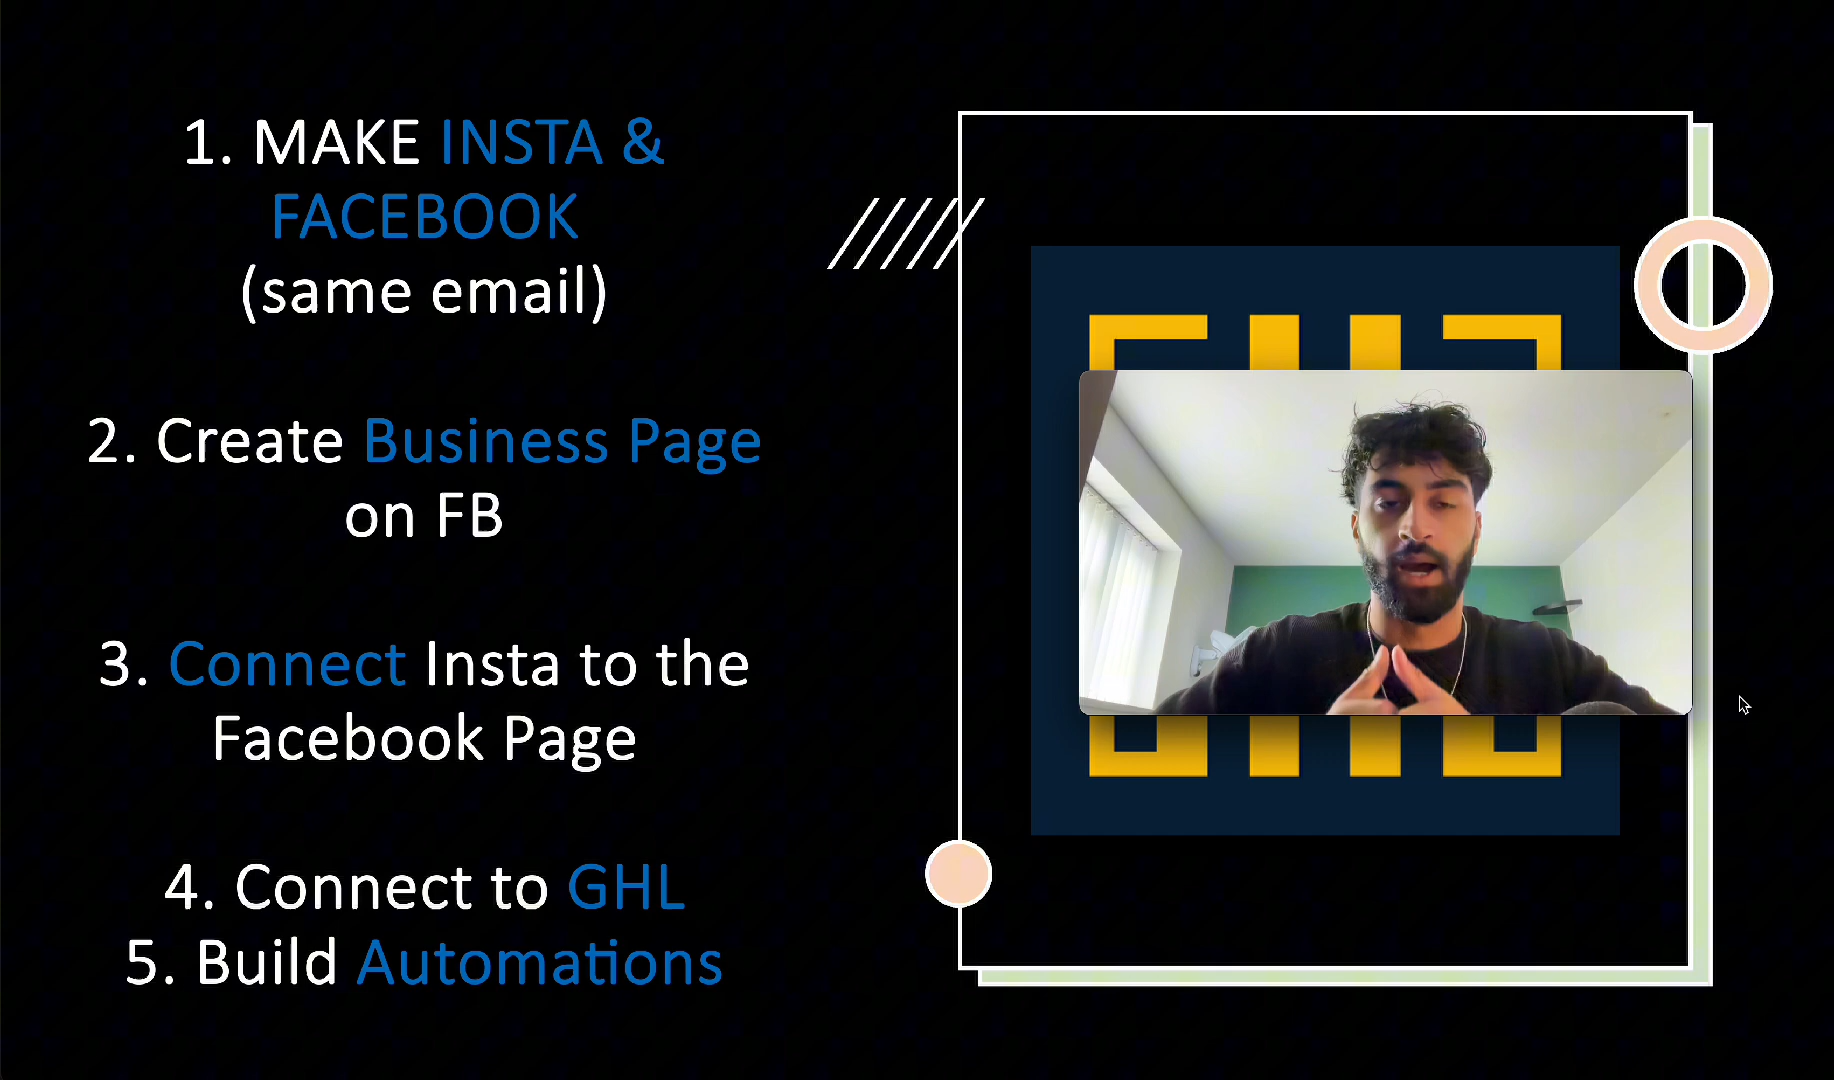 1. MAKE INSTA &
FACEBOOK
(same email)
2. Create Business Page
on FB
3. Connect Insta to the
Facebook Page
4. Connect to GHL
5. Build Automations